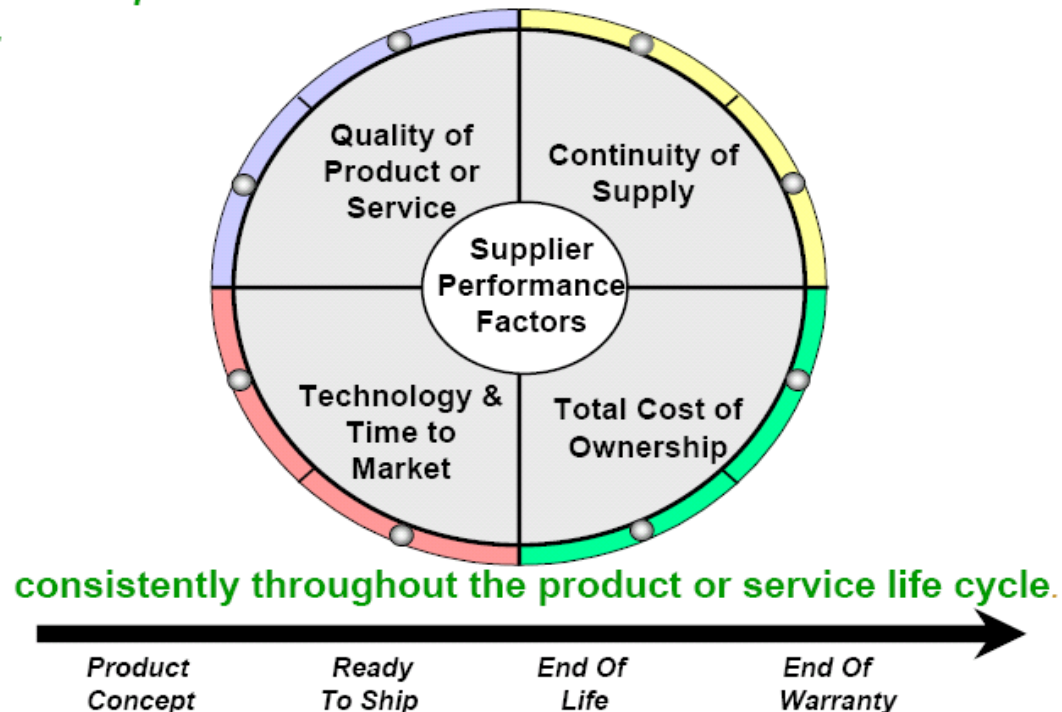 Quality of
Product or
Service
Continuity of
Supply
Supplier
Performance
Factors
Technology &
Time to
Market
Total Cost of
Ownership
consistently throughout the product or service life cycle.
Product
Concept
Ready
To Ship
End Of
Life
End Of
Warranty